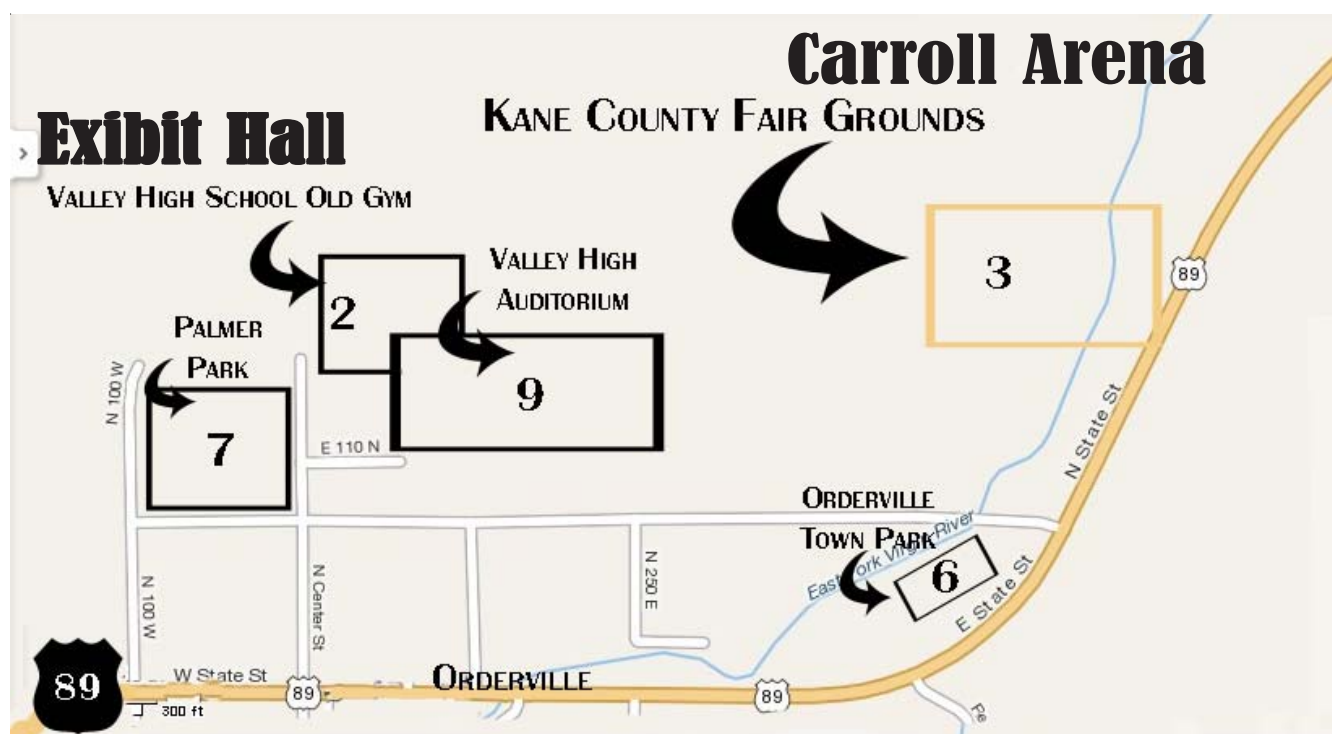 Carroll Arena
KANE COUNTY FAIR GROUNDS
Exibit Hall
VALLEY HIGH SCHOOL OLD GYM
VALLEY HIGH
AUDITORIUM
3
89
2
PALMER
PARK
N 100 W
9
7
E 110 N
N State St
ORDERVILLE
TOWN PARK
East Fork Virgin River
6
E State St
N 100 W
N Center St
N 250 E
89
W State St
89
ORDERVILLE
89
300 ft